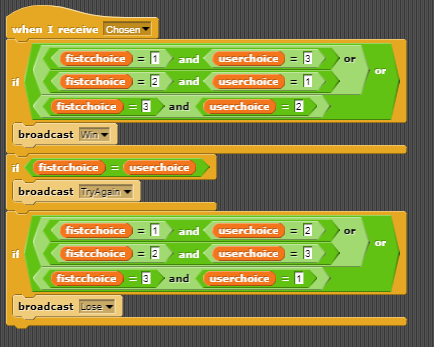 when I receive Chosen
fistcchoice = 1 and userchoice = 3 or
fistcchoice = 2 and userchoice = 1
if or
fistcchoice = 3 and userchoice = 2
broadcast Win
if fistcchoice = userchoice
broadcast TryAgain
fistcchoice = 1 and userchoice = 2 or
fistcchoice = 2 and userchoice = 3
if or
fistcchoice = 3 and userchoice = 1
broadcast Lose